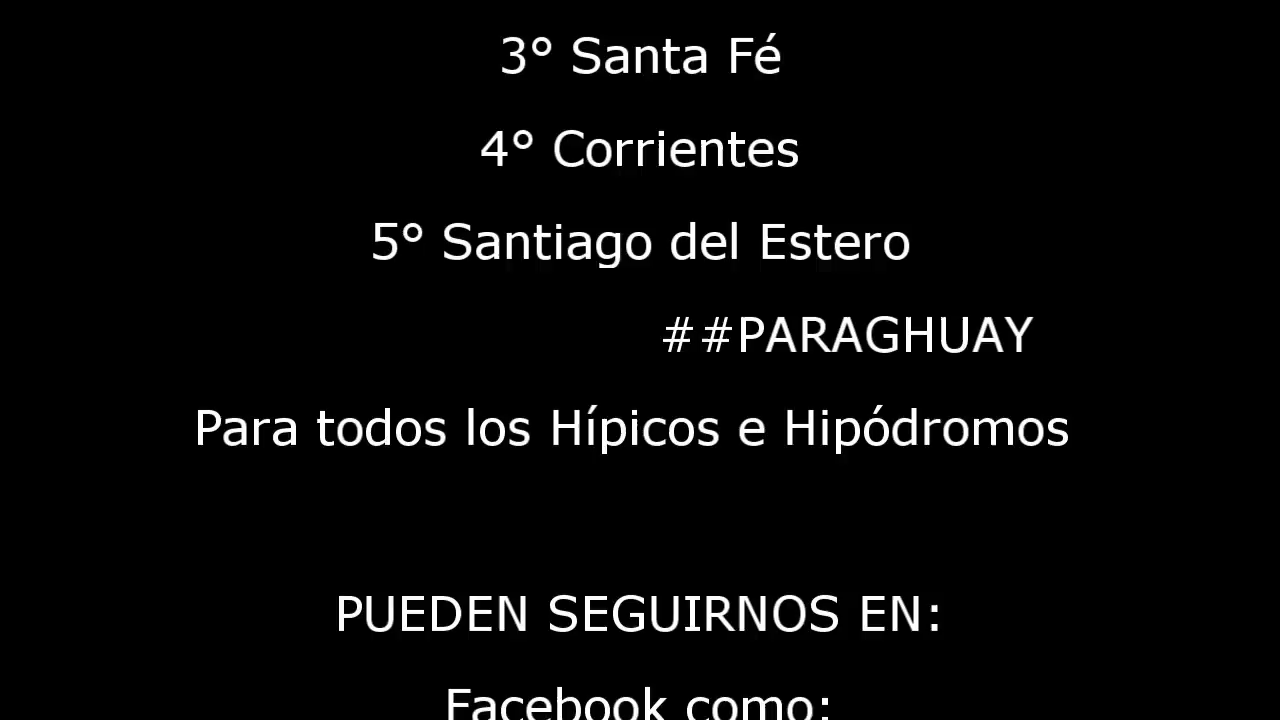 3° Santa Fé
4° Corrientes
5° Santiago del Estero
##PARAGHUAY
Para todos los Hípicos e Hipódromos
PUEDEN SEGUIRNOS EN:
Facebook como: